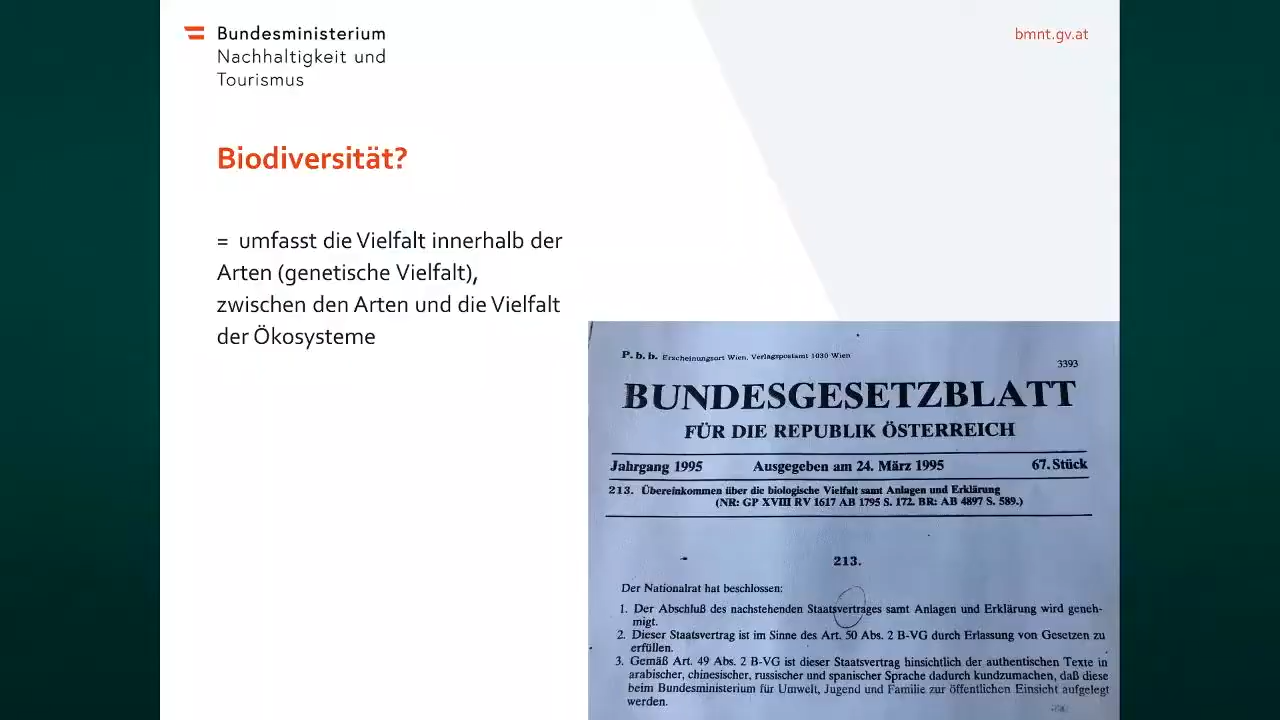 Bundesministerium
Nachhaltigkeit und
Tourismus
bmnt.gv.at
Biodiversität?
= umfasst die Vielfalt innerhalb der
Arten (genetische Vielfalt),
zwischen den Arten und die Vielfalt
der Ökosysteme
P. b. b. Erscheinungsort Wien, Verlagspostamt 1030 Wien
3393
BUNDESGESETZBLATT
FÜR DIE REPUBLIK ÖSTERREICH
Jahrgang 1995 Ausgegeben am 24. März 1995 67. Stück
213. Übereinkommen über die biologische Vielfalt samt Anlagen und Erklärung
(NR: GP XVIII RV 1617 AB 1795 S. 172. BR: AB 4897 S. 589.)
213.
Der Nationalrat hat beschlossen:
1. Der Abschluß des nachstehenden Staatsvertrages samt Anlagen und Erklärung wird geneh-
migt.
2. Dieser Staatsvertrag ist im Sinne des Art. 50 Abs. 2 B-VG durch Erlassung von Gesetzen zu
erfüllen.
3. Gemäß Art. 49 Abs. 2 B-VG ist dieser Staatsvertrag hinsichtlich der authentischen Texte in
arabischer, chinesischer, russischer und spanischer Sprache dadurch kundzumachen, daß diese
beim Bundesministerium für Umwelt, Jugend und Familie zur öffentlichen Einsicht aufgelegt
werden.